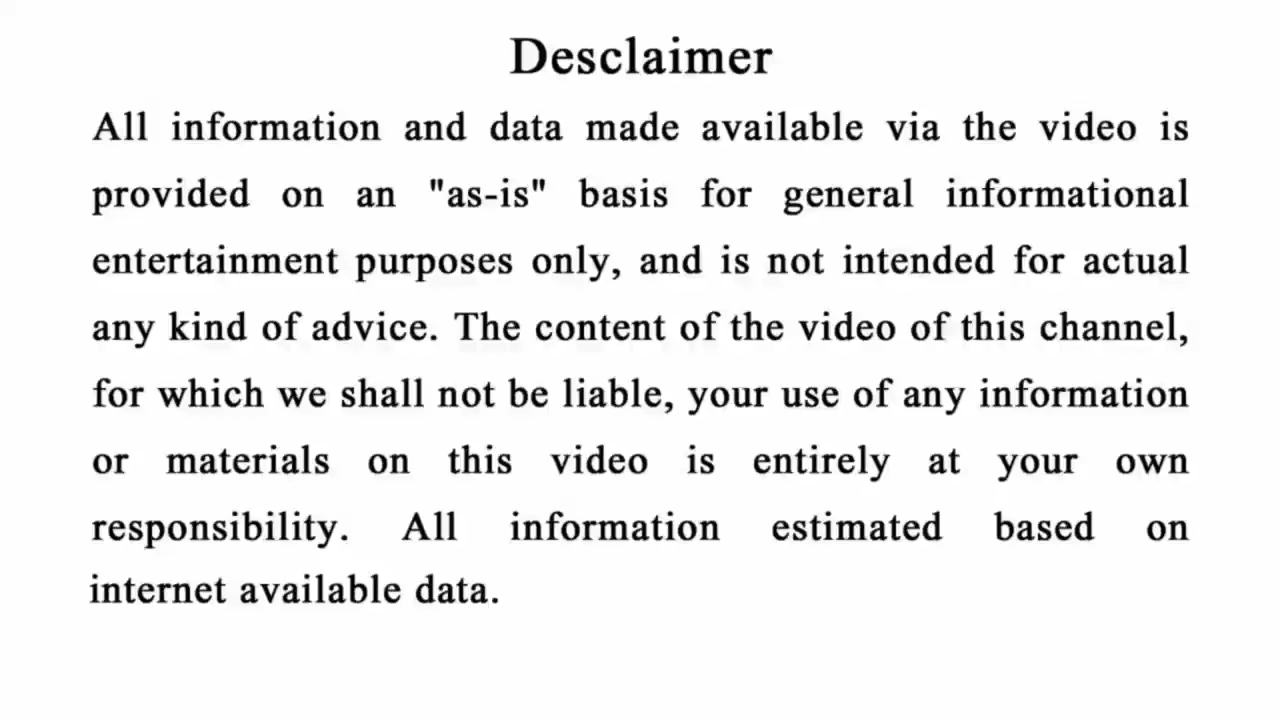 Desclaimer
All information and data made available via the video is
provided on an "as-is" basis for general informational
entertainment purposes only, and is not intended for actual
any kind of advice. The content of the video of this channel,
for which we shall not be liable, your use of any information
or materials on this video is entirely at your own
responsibility. All information estimated based on
internet available data.